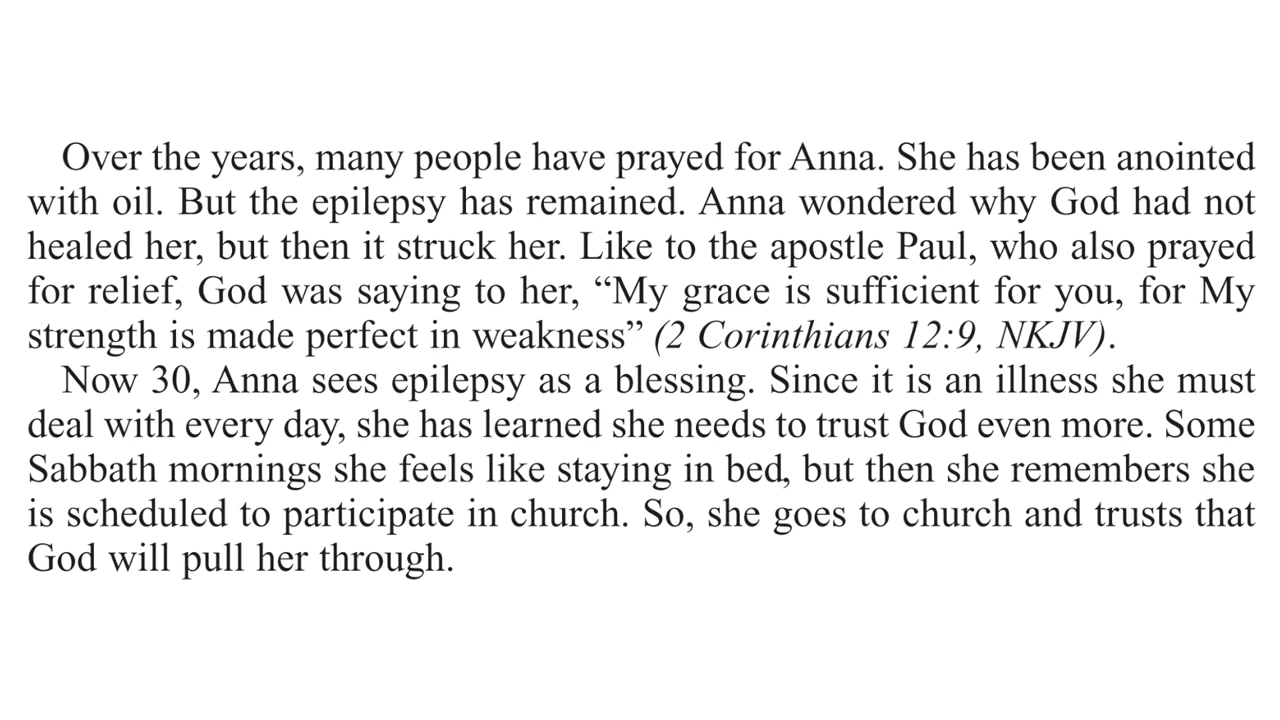 Over the years, many people have prayed for Anna. She has been anointed
with oil. But the epilepsy has remained. Anna wondered why God had not
healed her, but then it struck her. Like to the apostle Paul, who also prayed
for relief, God was saying to her, “My grace is sufficient for you, for My
strength is made perfect in weakness” (2 Corinthians 12:9, NKJV).
Now 30, Anna sees epilepsy as a blessing. Since it is an illness she must
deal with every day, she has learned she needs to trust God even more. Some
Sabbath mornings she feels like staying in bed, but then she remembers she
is scheduled to participate in church. So, she goes to church and trusts that
God will pull her through.